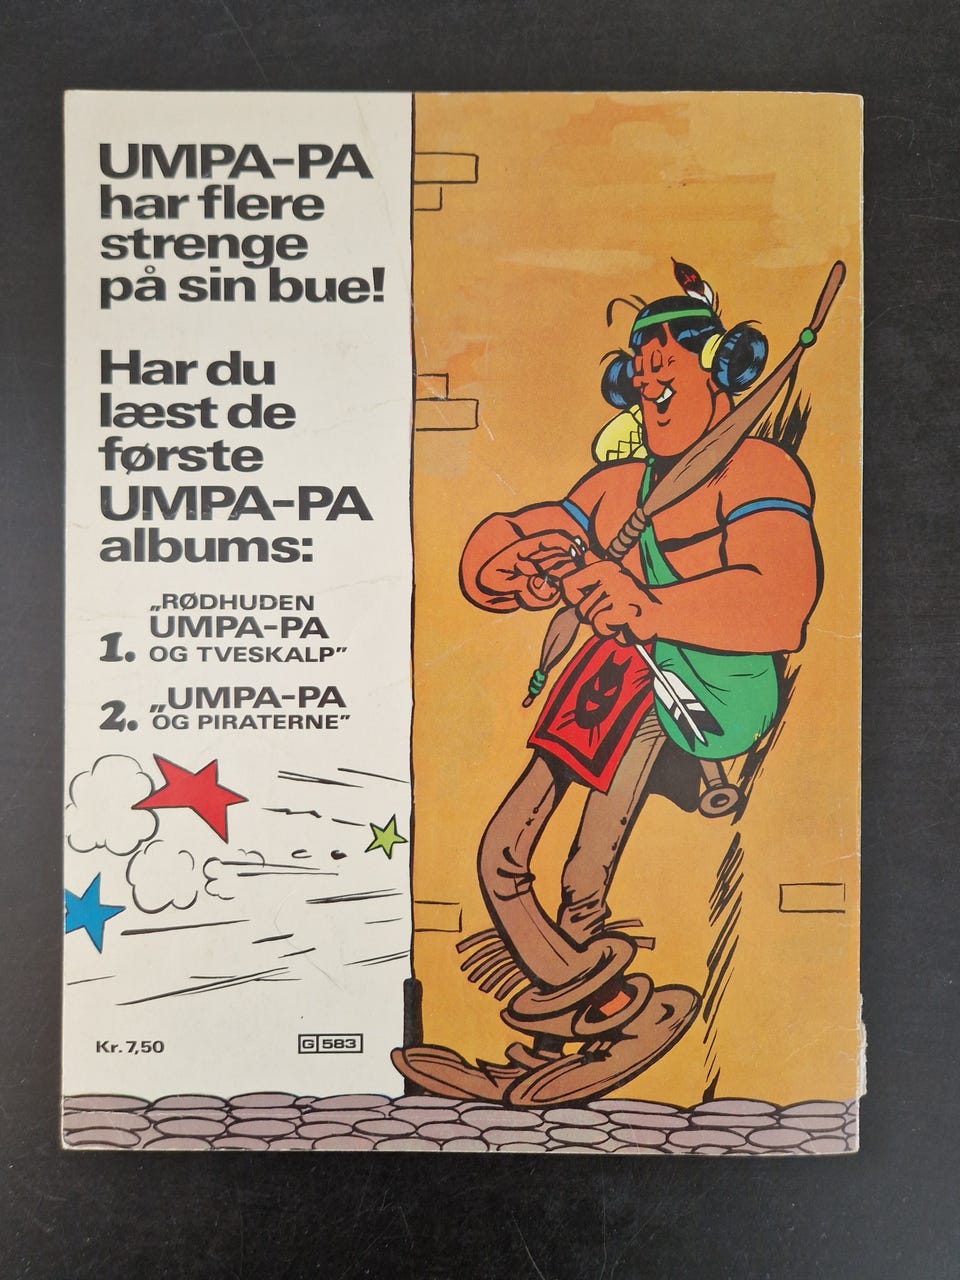 UMPA-PA
har flere
strenge
på sin bue!
Har du
læst de
første
UMPA-PA
albums:
1. „RØDHUDEN
UMPA-PA
OG TVESKALP”
2. „UMPA-PA
OG PIRATERNE”
Kr. 7,50
G 583